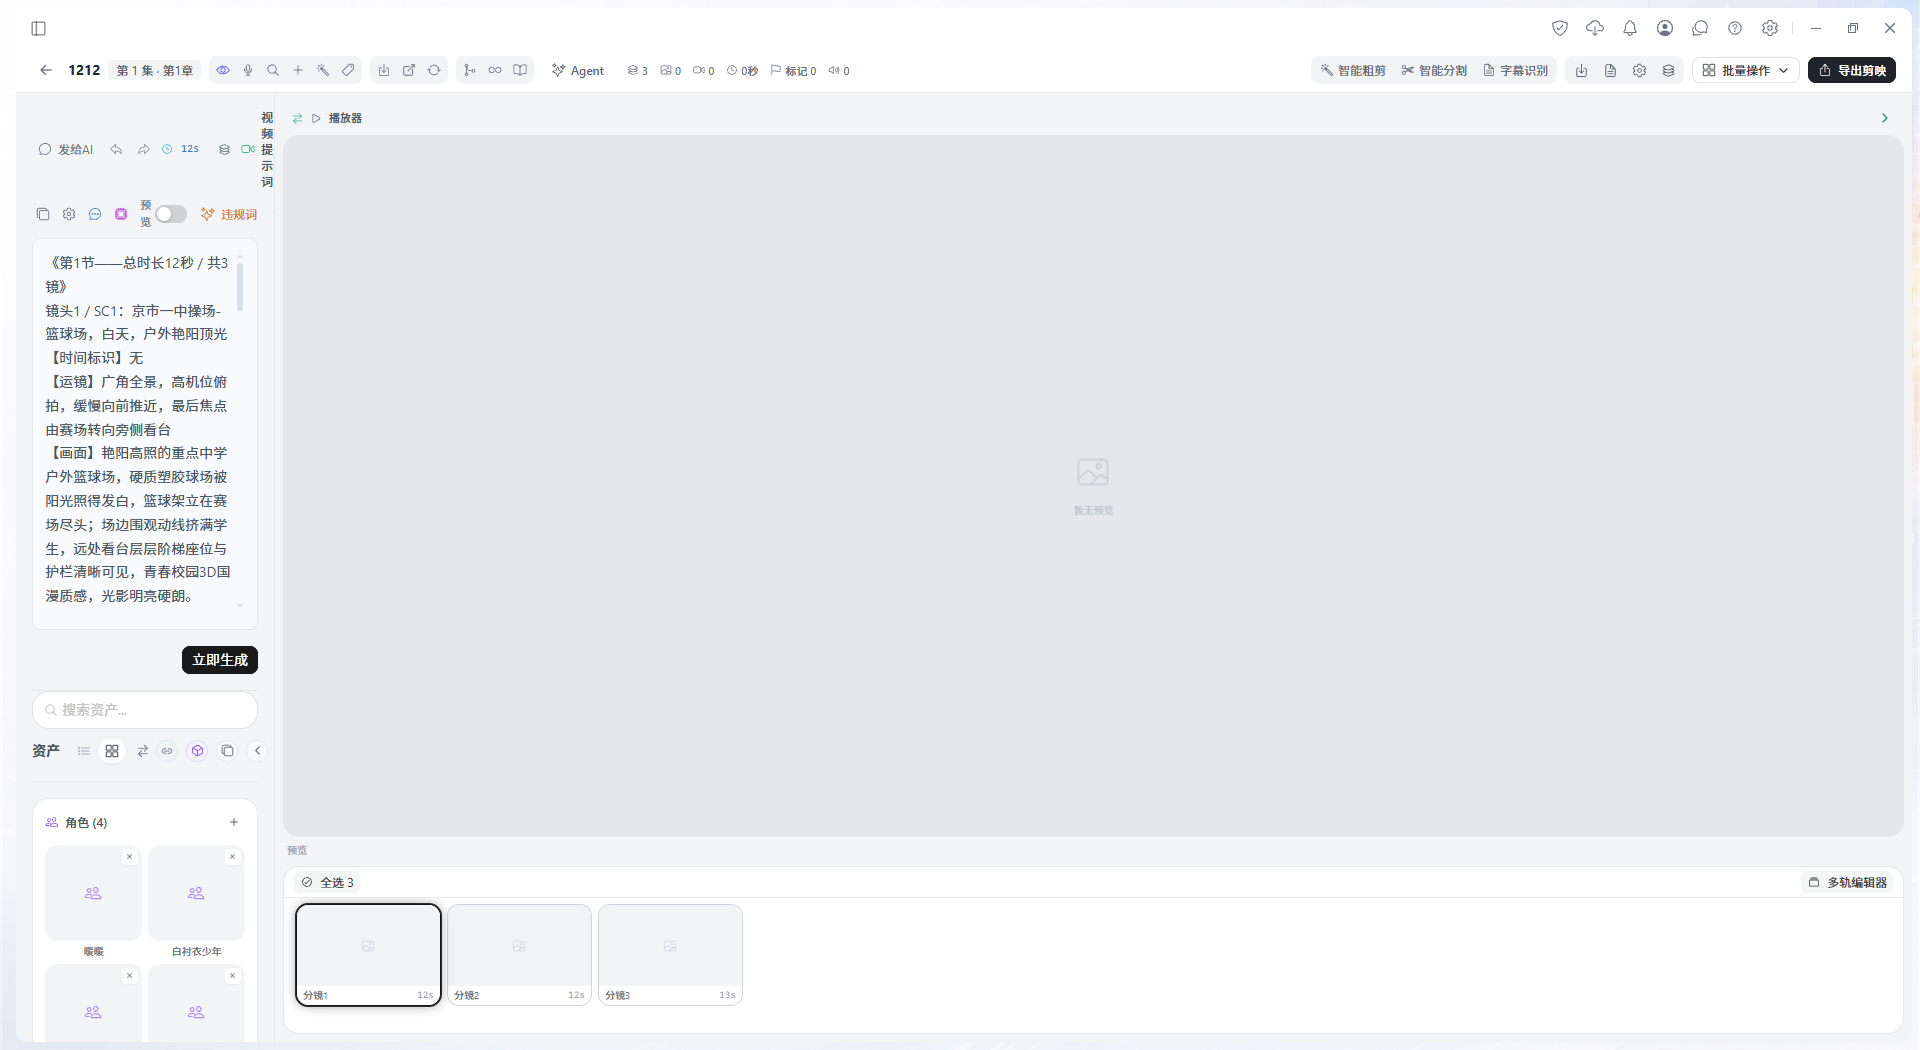 1212
第 1 集 · 第1章
Agent
3
0
0
0秒
标记 0
0
智能粗剪
智能分割
字幕识别
批量操作
导出剪映
发给AI
12s
视频提示词
预览
违规词
《第1节——总时长12秒 / 共3
镜》
镜头1 / SC1：京市一中操场-
篮球场，白天，户外艳阳顶光
【时间标识】无
【运镜】广角全景，高机位俯
拍，缓慢向前推近，最后焦点
由赛场转向旁侧看台
【画面】艳阳高照的重点中学
户外篮球场，硬质塑胶球场被
阳光照得发白，篮球架立在赛
场尽头；场边围观动线挤满学
生，远处看台层层阶梯座位与
护栏清晰可见，青春校园3D国
漫质感，光影明亮硬朗。
立即生成
搜索资产...
资产
角色 (4)
暖暖
白衬衣少年
播放器
暂无预览
预览
全选 3
多轨编辑器
分镜1
12s
分镜2
12s
分镜3
13s